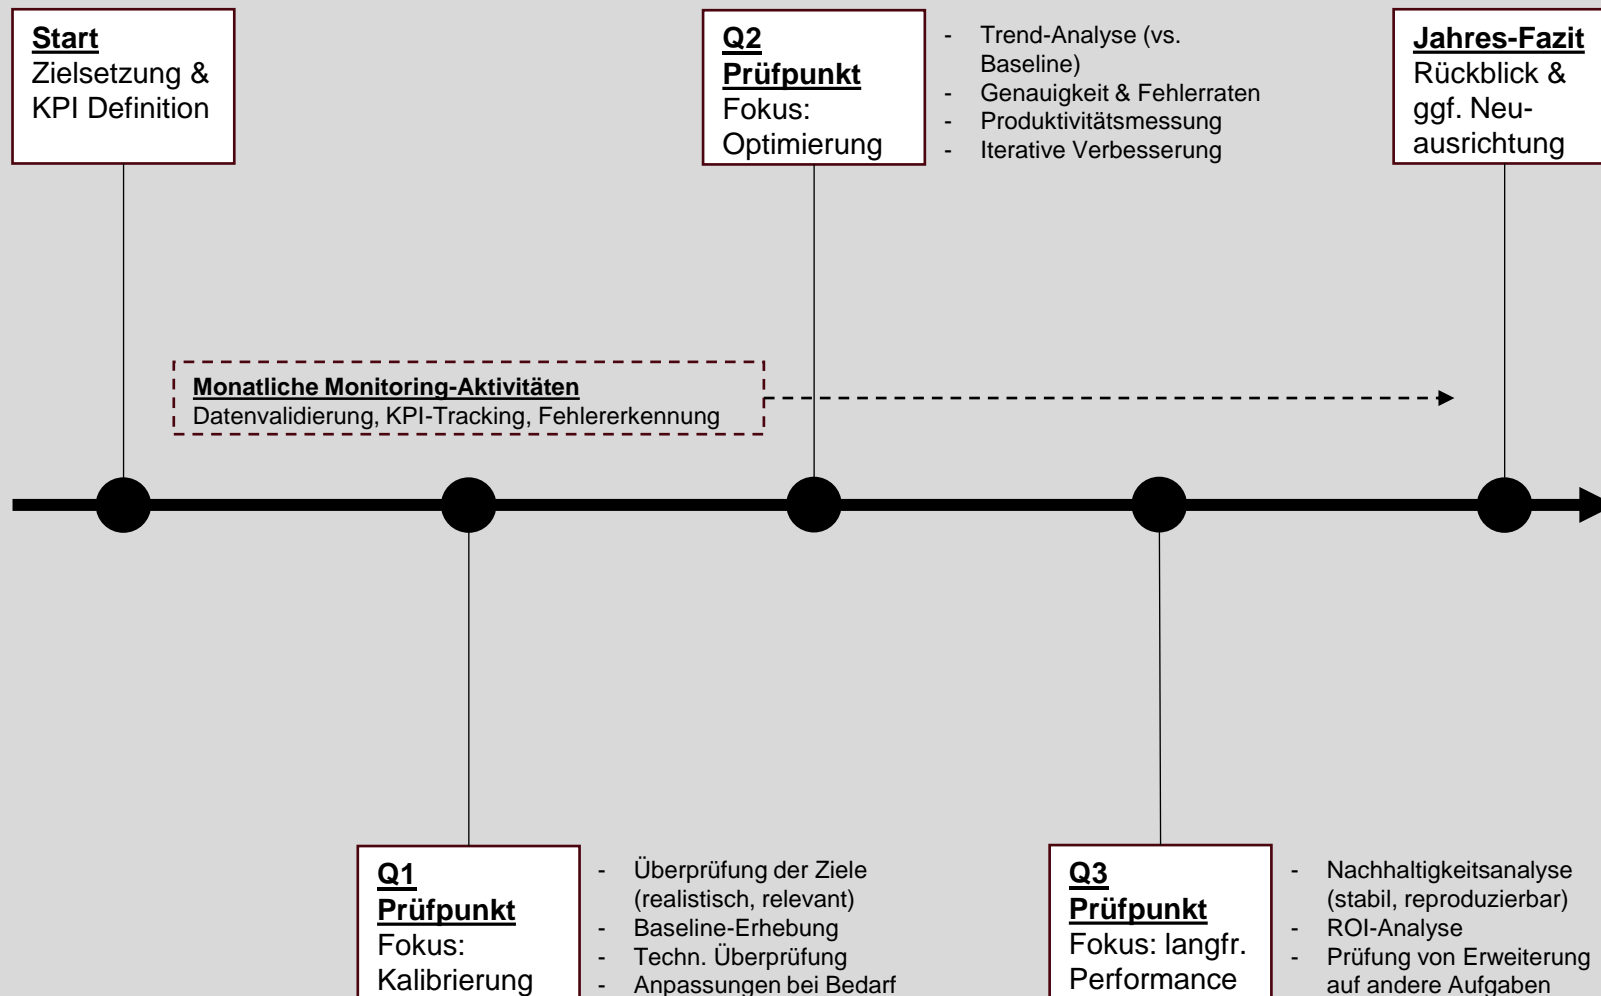 Start
Zielsetzung &
KPI Definition
Q2
Prüfpunkt
Fokus:
Optimierung
- Trend-Analyse (vs.
Baseline)
- Genauigkeit & Fehlerraten
- Produktivitätsmessung
- Iterative Verbesserung
Jahres-Fazit
Rückblick &
ggf. Neu-
ausrichtung
Monatliche Monitoring-Aktivitäten
Datenvalidierung, KPI-Tracking, Fehlererkennung
Q1
Prüfpunkt
Fokus:
Kalibrierung
- Überprüfung der Ziele
(realistisch, relevant)
- Baseline-Erhebung
- Techn. Überprüfung
- Anpassungen bei Bedarf
Q3
Prüfpunkt
Fokus: langfr.
Performance
- Nachhaltigkeitsanalyse
(stabil, reproduzierbar)
- ROI-Analyse
- Prüfung von Erweiterung
auf andere Aufgaben